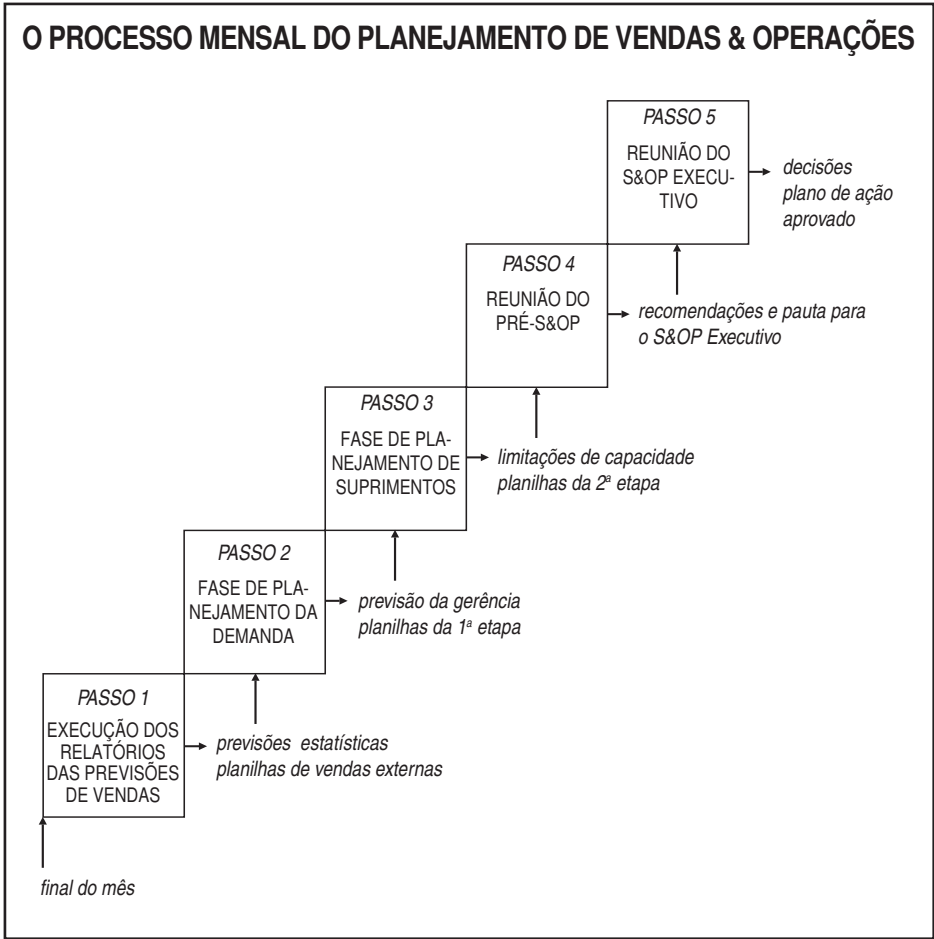 O PROCESSO MENSAL DO PLANEJAMENTO DE VENDAS & OPERAÇÕES
PASSO 5
REUNIÃO DO
S&OP EXECU-
TIVO
decisões
plano de ação
aprovado
PASSO 4
REUNIÃO DO
PRÉ-S&OP
recomendações e pauta para
o S&OP Executivo
PASSO 3
FASE DE PLA-
NEJAMENTO DE
SUPRIMENTOS
limitações de capacidade
planilhas da 2ª etapa
PASSO 2
FASE DE PLA-
NEJAMENTO DA
DEMANDA
previsão da gerência
planilhas da 1ª etapa
PASSO 1
EXECUÇÃO DOS
RELATÓRIOS
DAS PREVISÕES
DE VENDAS
previsões estatísticas
planilhas de vendas externas
final do mês